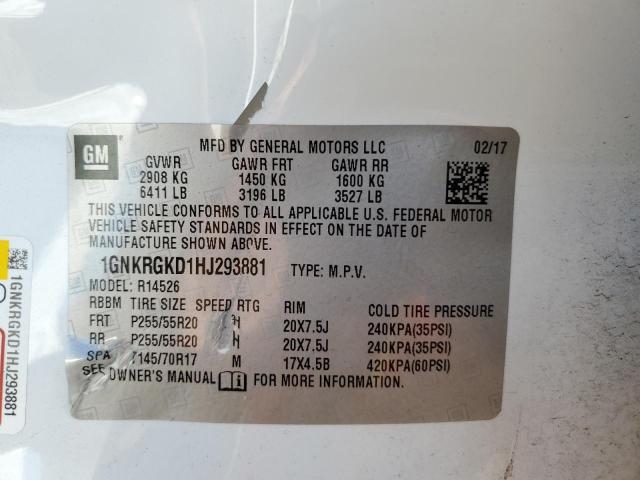 GM
MFD BY GENERAL MOTORS LLC 02/17
GVWR GAWR FRT GAWR RR
2908 KG 1450 KG 1600 KG
6411 LB 3196 LB 3527 LB
THIS VEHICLE CONFORMS TO ALL APPLICABLE U.S. FEDERAL MOTOR
VEHICLE SAFETY STANDARDS IN EFFECT ON THE DATE OF
MANUFACTURE SHOWN ABOVE.
1GNKRGKD1HJ293881 TYPE: M.P.V.
MODEL: R14526
RBBM TIRE SIZE SPEED RTG RIM COLD TIRE PRESSURE
FRT P255/55R20 H 20X7.5J 240KPA(35PSI)
RR P255/55R20 H 20X7.5J 240KPA(35PSI)
SPA T145/70R17 M 17X4.5B 420KPA(60PSI)
SEE OWNER'S MANUAL FOR MORE INFORMATION.
1GNKRGKD1HJ293881